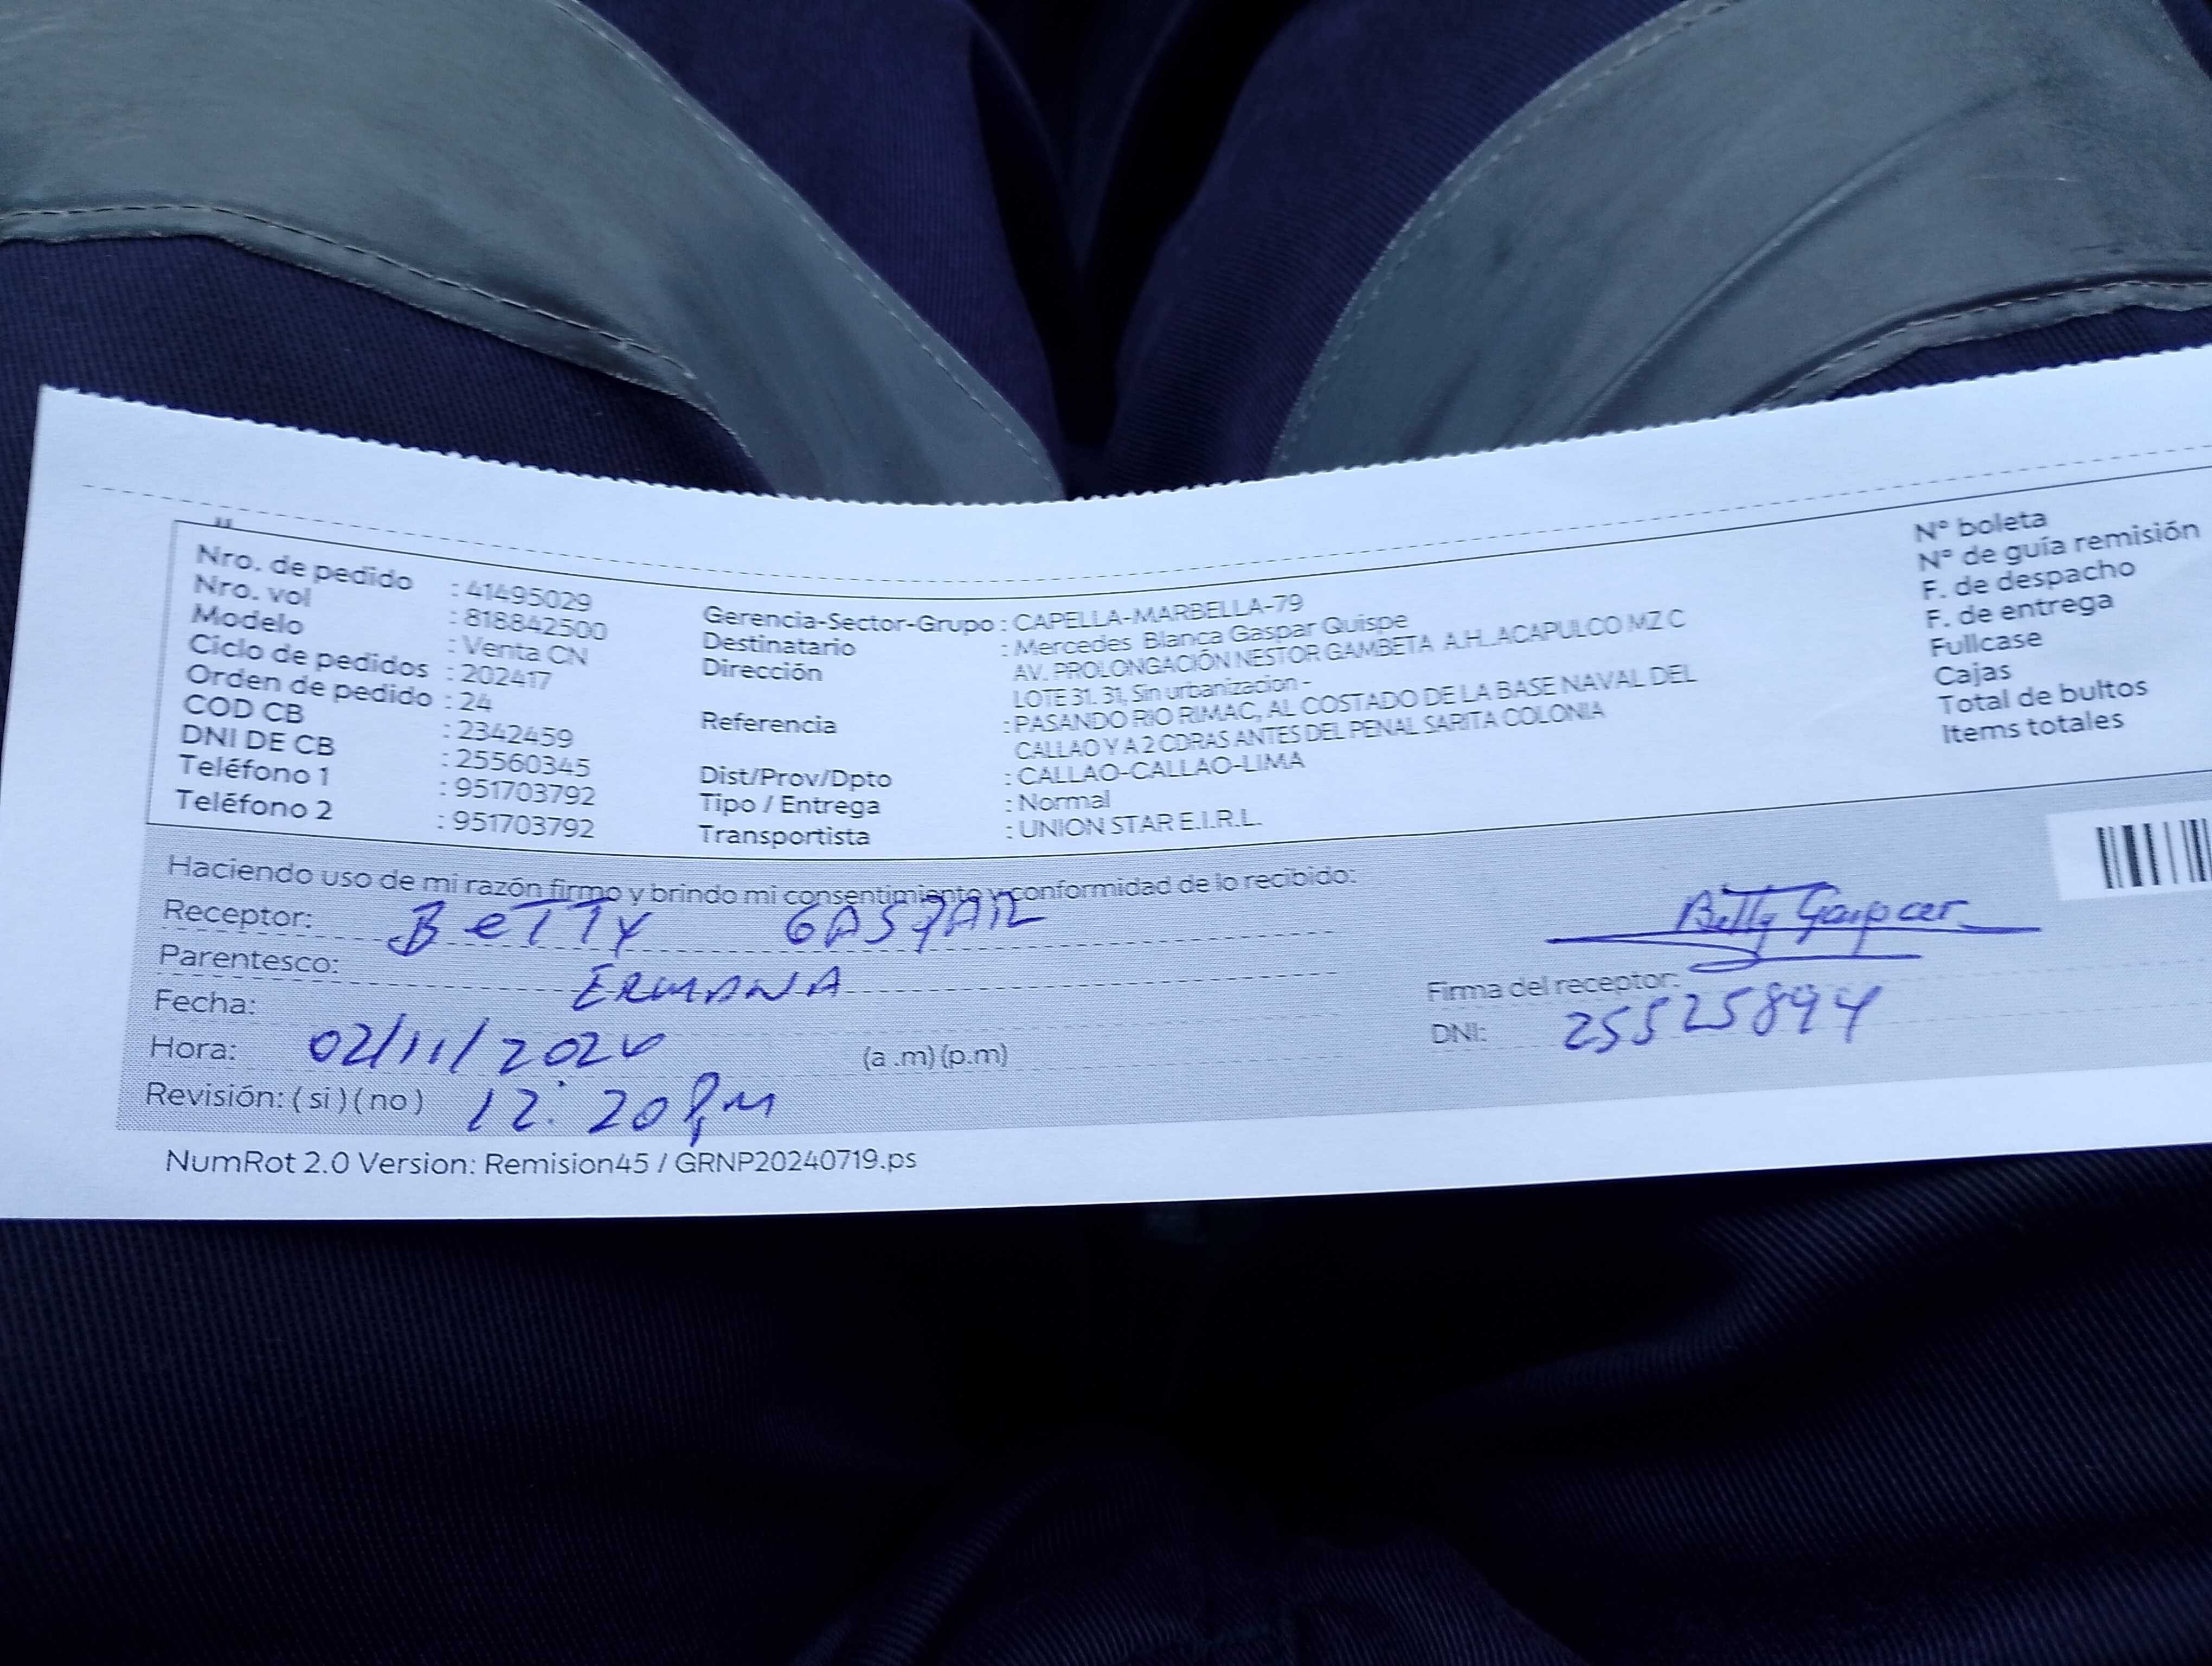 Nro. de pedido : 41495029
Nro. vol : 818842500
Modelo : Venta CN
Ciclo de pedidos : 202417
Orden de pedido : 24
COD CB : 2342459
DNI DE CB : 25560345
Teléfono 1 : 951703792
Teléfono 2 : 951703792
Gerencia-Sector-Grupo : CAPELLA-MARBELLA-79
Destinatario : Mercedes Blanca Gaspar Quispe
Dirección AV. PROLONGACIÓN NESTOR GAMBETA A.H. ACAPULCO MZ C
LOTE 31. 31, Sin urbanizacion -
Referencia : PASANDO RIO RIMAC, AL COSTADO DE LA BASE NAVAL DEL
CALLAO Y A 2 CDRAS ANTES DEL PENAL SARITA COLONIA
Dist/Prov/Dpto : CALLAO-CALLAO-LIMA
Tipo / Entrega : Normal
Transportista : UNION STAR E.I.R.L.
N° boleta
N° de guía remisión
F. de despacho
F. de entrega
Fullcase
Cajas
Total de bultos
Items totales
Haciendo uso de mi razón firmo y brindo mi consentimiento y conformidad de lo recibido:
Receptor: BeTTy GASPAR
Parentesco: ERMANA
Fecha: 02/11/2024
Hora: (a .m) (p.m) 12:20 Pm
Revisión: ( si ) ( no )
Betty Gaspar
Firma del receptor:
DNI: 25525894
NumRot 2.0 Version: Remision45 / GRNP20240719.ps